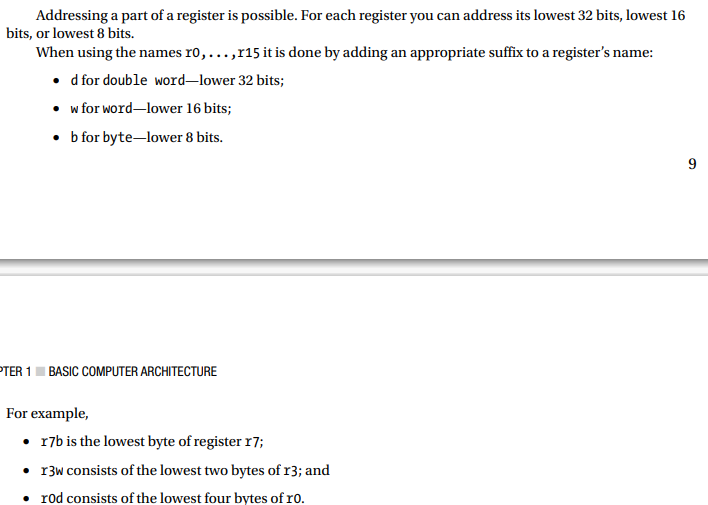 Addressing a part of a register is possible. For each register you can address its lowest 32 bits, lowest 16
bits, or lowest 8 bits.
When using the names r0,...,r15 it is done by adding an appropriate suffix to a register's name:
• d for double word—lower 32 bits;
• w for word—lower 16 bits;
• b for byte—lower 8 bits.
9
PTER 1 ■ BASIC COMPUTER ARCHITECTURE
For example,
• r7b is the lowest byte of register r7;
• r3w consists of the lowest two bytes of r3; and
• r0d consists of the lowest four bytes of r0.